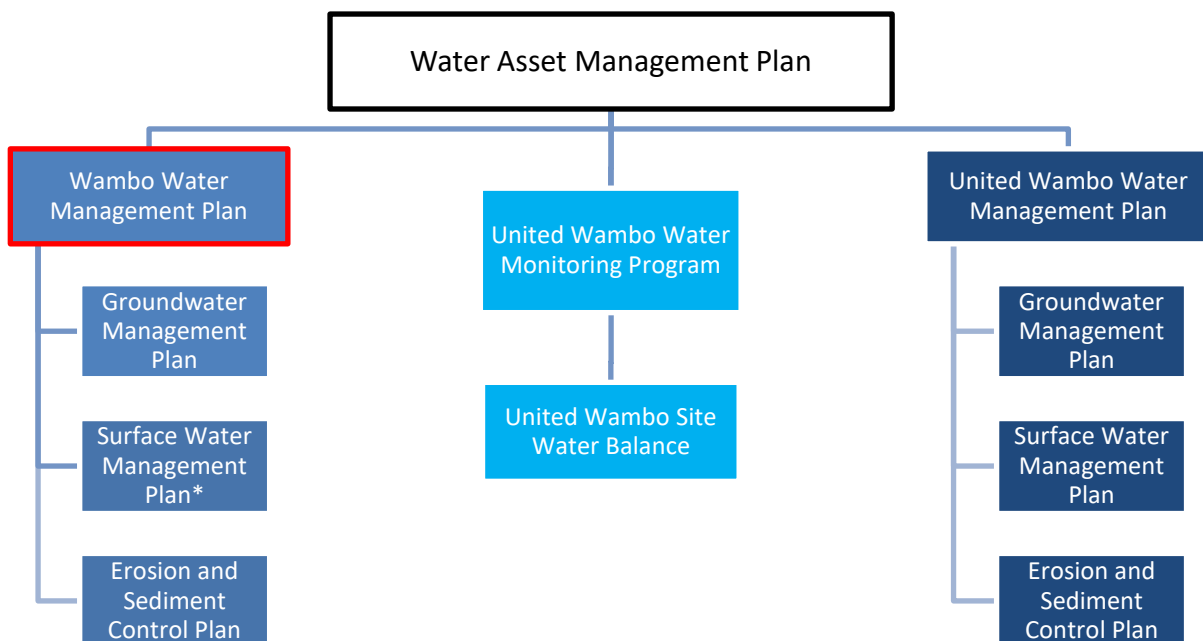 Water Asset Management Plan
Wambo Water
Management Plan
Groundwater
Management
Plan
Surface Water
Management
Plan*
Erosion and
Sediment
Control Plan
United Wambo Water
Monitoring Program
United Wambo Site
Water Balance
United Wambo Water
Management Plan
Groundwater
Management
Plan
Surface Water
Management
Plan
Erosion and
Sediment
Control Plan